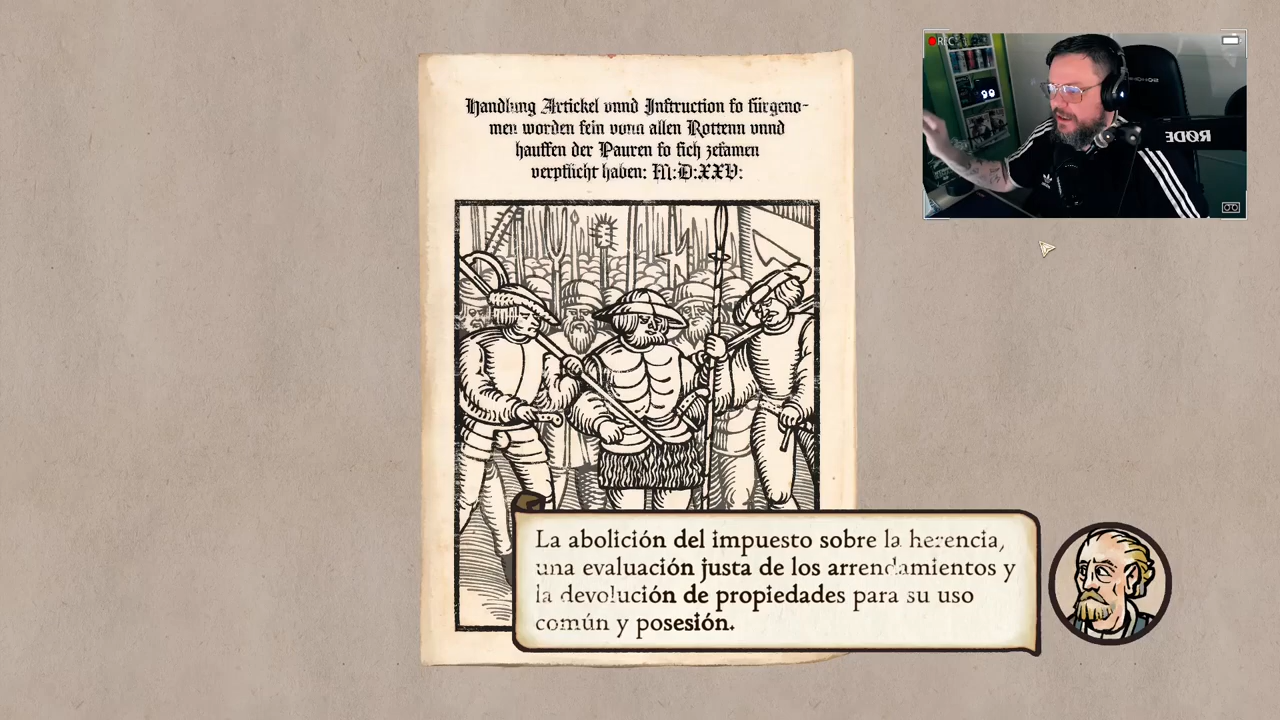 Handlung Artickel vnnd Instruction so fürgeno-
men worden sein vonn allen Rottenn vnnd
hauffen der Pauren so sich zesamen
verpflicht haben: M:D:XXV:
REC
RØDE
La abolición del impuesto sobre la herencia,
una evaluación justa de los arrendamientos y
la devolución de propiedades para su uso
común y posesión.